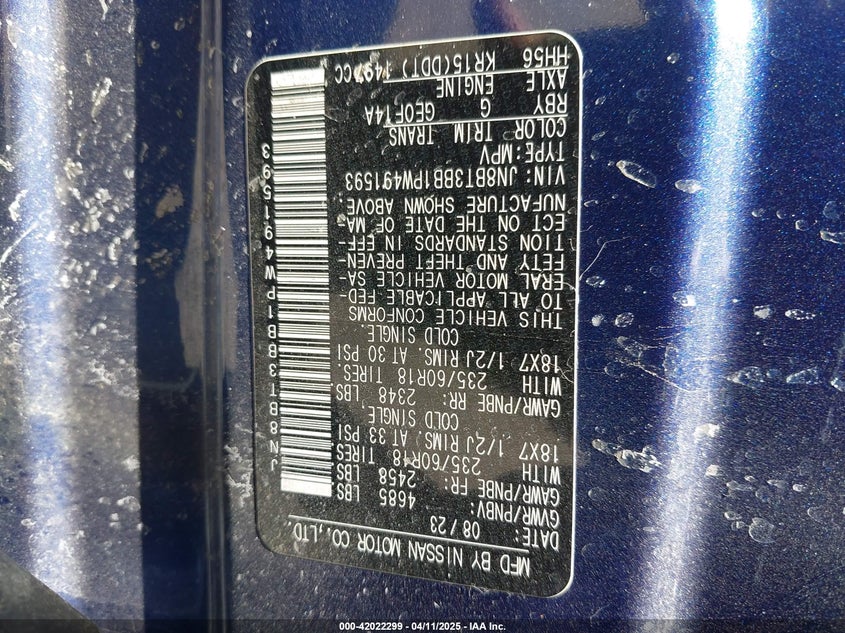 MFD BY NISSAN MOTOR CO.,LTD.
DATE: 08/23
GVWR/PNBV: 4685 LBS
GAWR/PNBE FR: 2458 LBS
WITH 235/60R18 TIRES
18X7 1/2J RIMS, AT 33 PSI
COLD SINGLE,
GAWR/PNBE RR: 2348 LBS
WITH 235/60R18 TIRES.
18X7 1/2J RIMS, AT 30 PSI
COLD SINGLE.
THIS VEHICLE CONFORMS
TO ALL APPLICABLE FED-
ERAL MOTOR VEHICLE SA-
FETY AND THEFT PREVEN-
TION STANDARDS IN EFF-
ECT ON THE DATE OF MA-
NUFACTURE SHOWN ABOVE.
VIN: JN8BT3BB1PW491593
TYPE:MPV
COLOR TRIM TRANS
RBY G GE0F14A
AXLE ENGINE
HH56 KR15(DDT) 1497CC
JN8BT3BB1PW491593
000-42022299 - 04/11/2025 - IAA Inc.